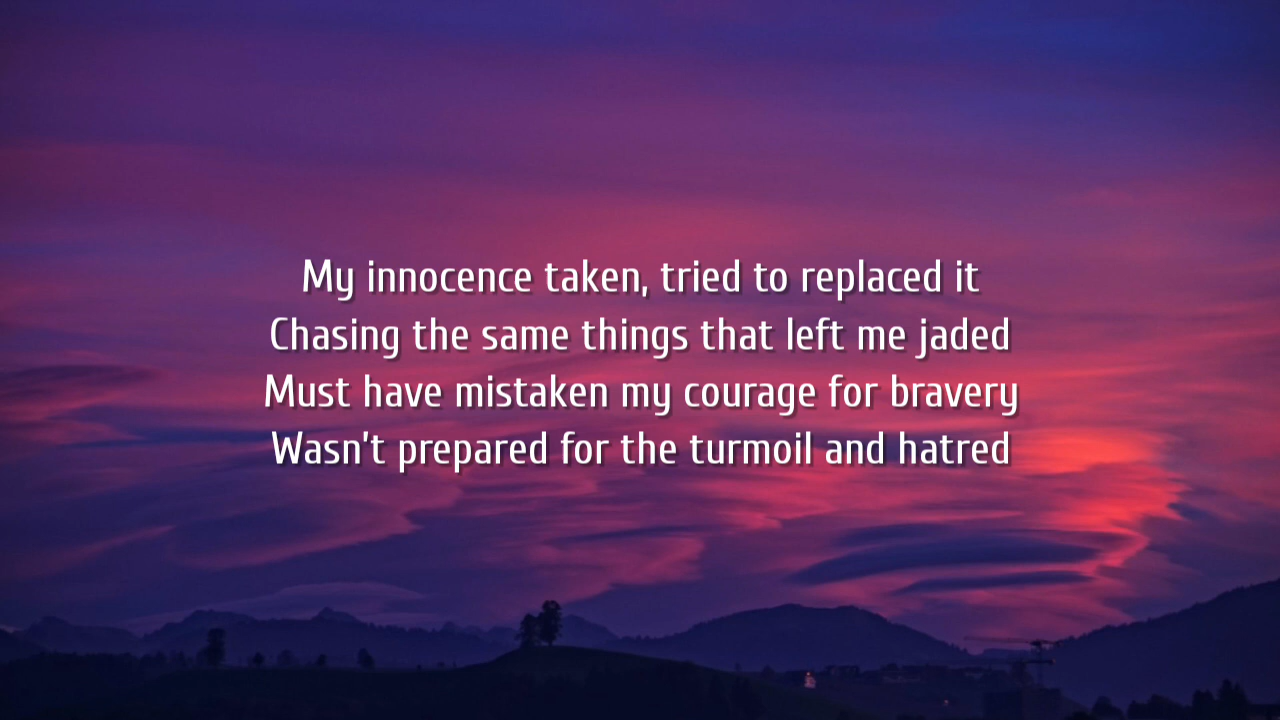 My innocence taken, tried to replaced it
Chasing the same things that left me jaded
Must have mistaken my courage for bravery
Wasn't prepared for the turmoil and hatred